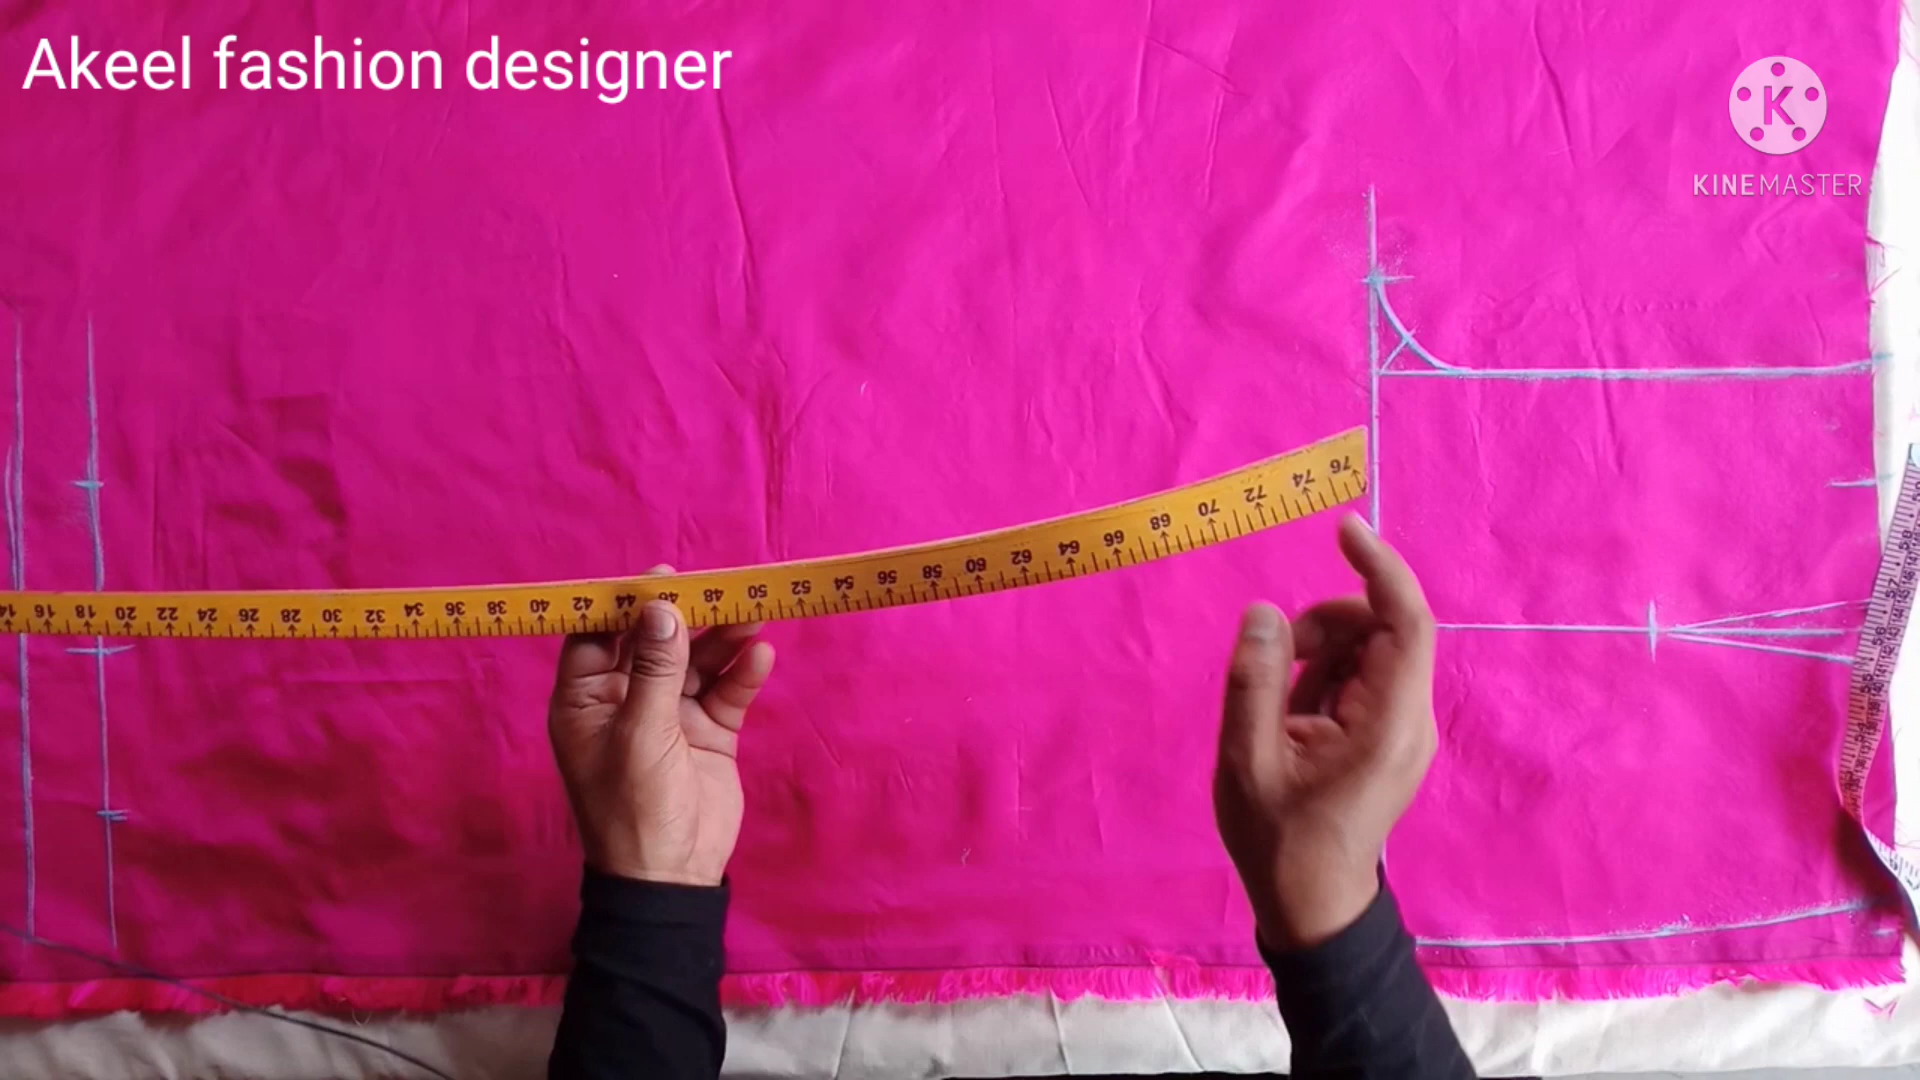 Akeel fashion designer
K
KINEMASTER
14 16 18 20 22 24 26 28 30 32 34 36 38 40 42 44 46 48 50 52 54 56 58 60 62 64 66 68 70 72 74 76